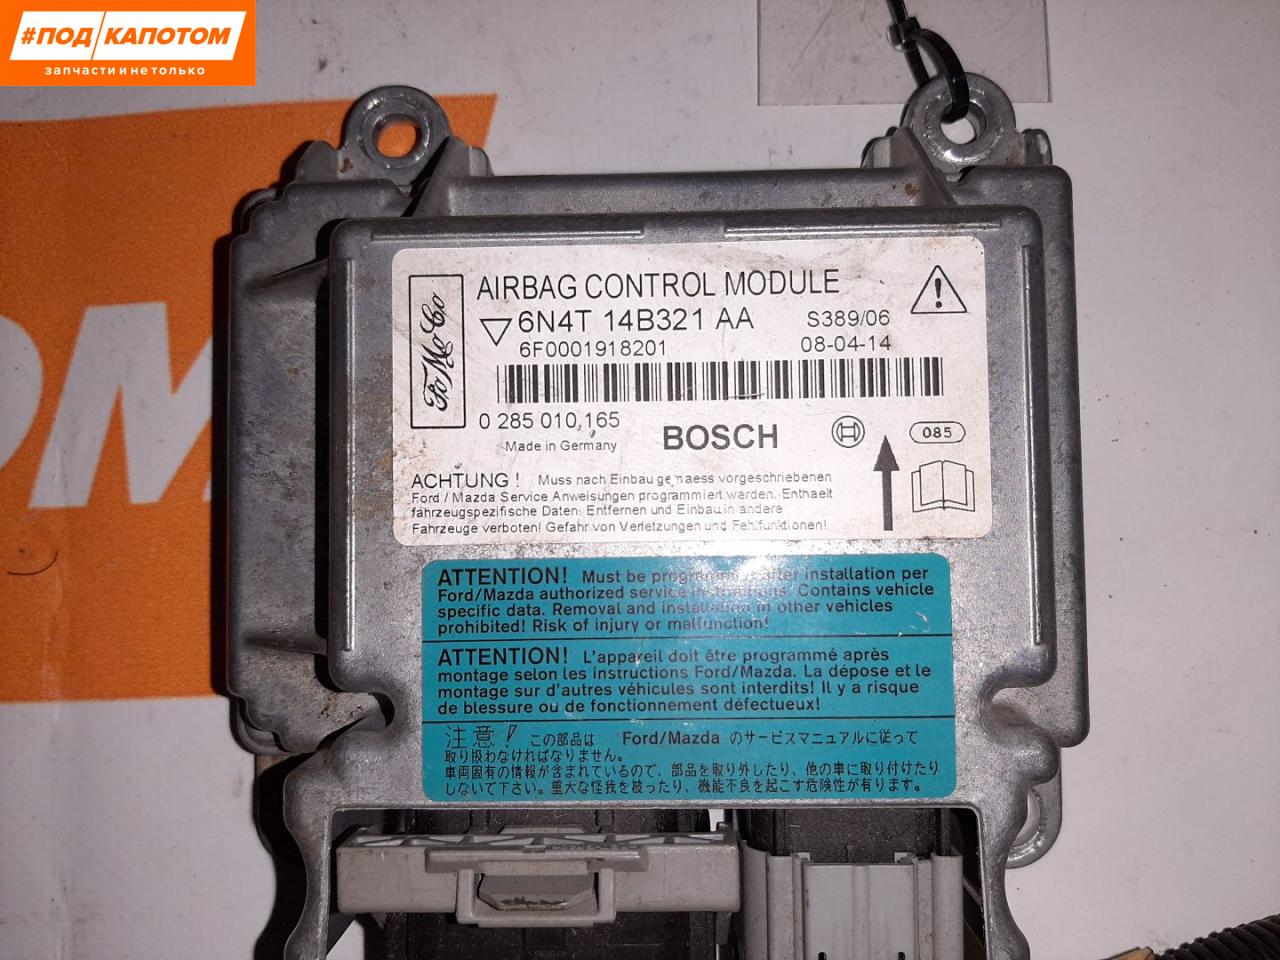 #ПОД/КАПОТОМ
запчасти и не только
FoMoCo
AIRBAG CONTROL MODULE
6N4T 14B321 AA
S389/06
6F0001918201
08-04-14
0 285 010 165
Made in Germany
BOSCH
085
ACHTUNG ! Muss nach Einbau gemaess vorgeschriebenen
Ford / Mazda Service Anweisungen programmiert werden. Enthaelt
fahrzeugspezifische Daten. Entfernen und Einbau in andere
Fahrzeuge verboten! Gefahr von Verletzungen und Fehlfunktionen!
ATTENTION! Must be programmed after installation per
Ford/Mazda authorized service instructions. Contains vehicle
specific data. Removal and installation in other vehicles
prohibited! Risk of injury or malfunction!
ATTENTION! L'appareil doit être programmé après
montage selon les instructions Ford/Mazda. La dépose et le
montage sur d'autres véhicules sont interdits! Il y a risque
de blessure ou de fonctionnement défectueux!
注意! この部品は Ford/Mazda のサービスマニュアルに従って
取り扱わなければなりません。
車両固有の情報が含まれているので、部品を取り外したり、他の車に取り付けたり
しないで下さい。重大な怪我を被ったり、機能不良を起こす危険性が有ります。